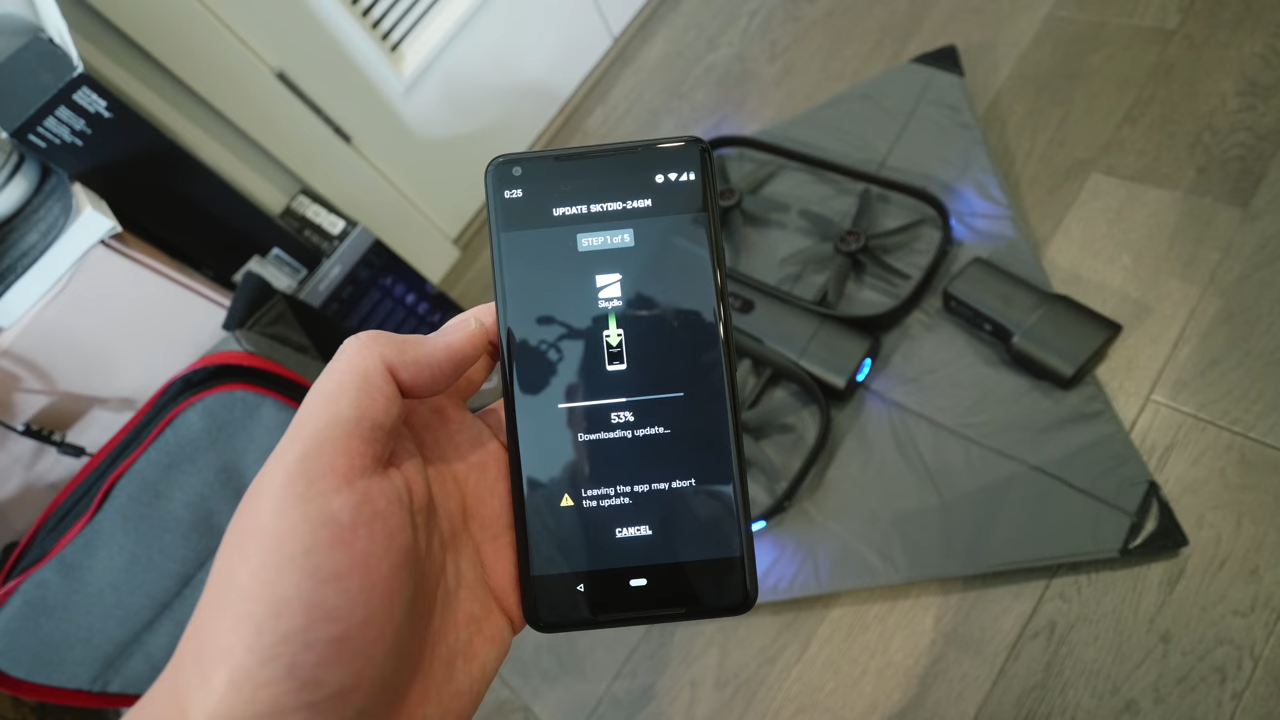 0:25
UPDATE SKYDIO-24GM
STEP 1 of 5
Skydio
53%
Downloading update...
Leaving the app may abort
the update.
CANCEL